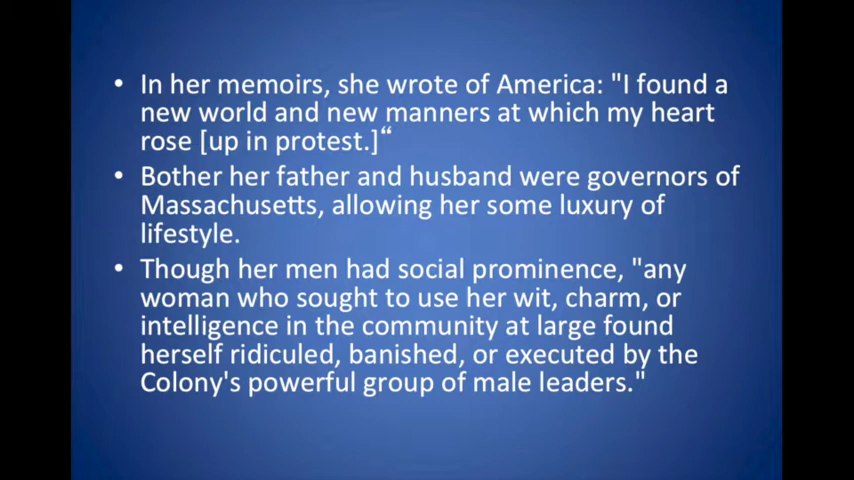 • In her memoirs, she wrote of America: "I found a
new world and new manners at which my heart
rose [up in protest.]“
• Bother her father and husband were governors of
Massachusetts, allowing her some luxury of
lifestyle.
• Though her men had social prominence, "any
woman who sought to use her wit, charm, or
intelligence in the community at large found
herself ridiculed, banished, or executed by the
Colony's powerful group of male leaders."